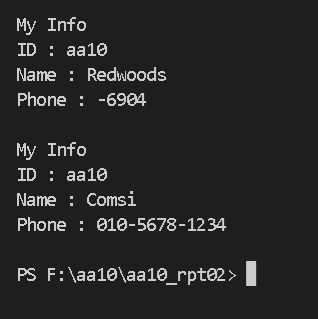 My Info
ID : aa10
Name : Redwoods
Phone : -6904
My Info
ID : aa10
Name : Comsi
Phone : 010-5678-1234
PS F:\aa10\aa10_rpt02>